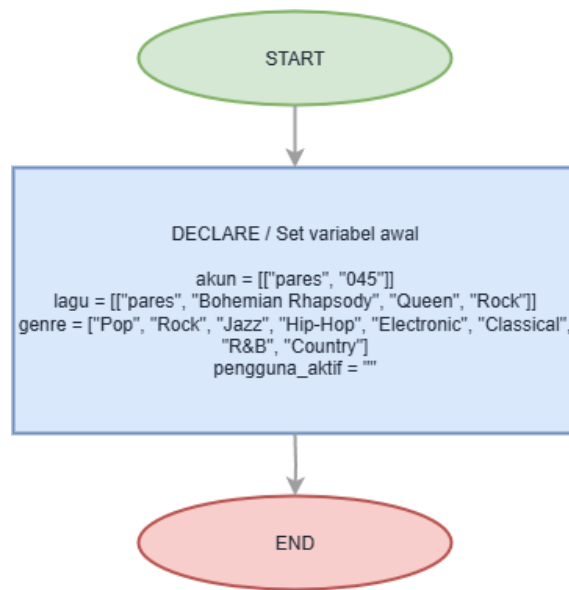 START
DECLARE / Set variabel awal
akun = [["pares", "045"]]
lagu = [["pares", "Bohemian Rhapsody", "Queen", "Rock"]]
genre = ["Pop", "Rock", "Jazz", "Hip-Hop", "Electronic", "Classical",
"R&B", "Country"]
pengguna_aktif = ""
END